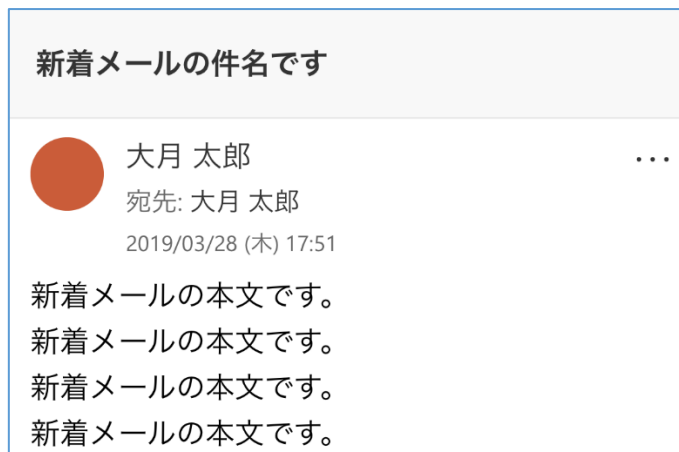 新着メールの件名です
大月 太郎
…
宛先: 大月 太郎
2019/03/28 (木) 17:51
新着メールの本文です。
新着メールの本文です。
新着メールの本文です。
新着メールの本文です。